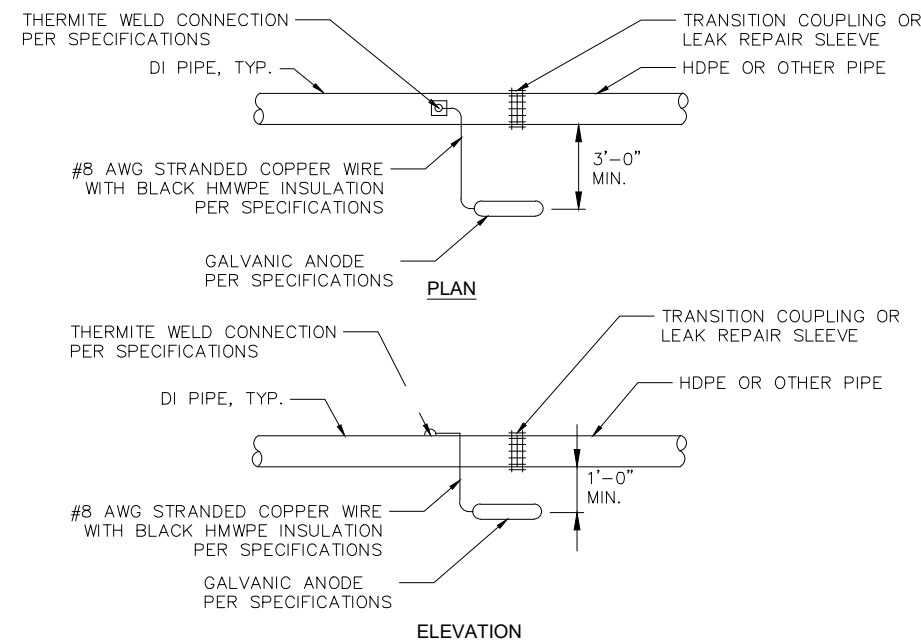 THERMITE WELD CONNECTION
PER SPECIFICATIONS
TRANSITION COUPLING OR
LEAK REPAIR SLEEVE
DI PIPE, TYP.
HDPE OR OTHER PIPE
#8 AWG STRANDED COPPER WIRE
WITH BLACK HMWPE INSULATION
PER SPECIFICATIONS
3'-0"
MIN.
GALVANIC ANODE
PER SPECIFICATIONS
PLAN
THERMITE WELD CONNECTION
PER SPECIFICATIONS
TRANSITION COUPLING OR
LEAK REPAIR SLEEVE
DI PIPE, TYP.
HDPE OR OTHER PIPE
#8 AWG STRANDED COPPER WIRE
WITH BLACK HMWPE INSULATION
PER SPECIFICATIONS
1'-0"
MIN.
GALVANIC ANODE
PER SPECIFICATIONS
ELEVATION